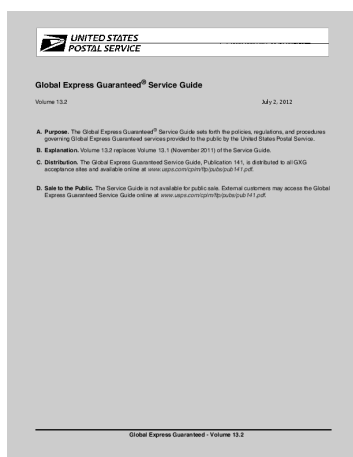 UNITED STATES
POSTAL SERVICE
Global Express Guaranteed® Service Guide
Volume 13.2 July 2, 2012
A. Purpose. The Global Express Guaranteed® Service Guide sets forth the policies, regulations, and procedures
governing Global Express Guaranteed services provided to the public by the United States Postal Service.
B. Explanation. Volume 13.2 replaces Volume 13.1 (November 2011) of the Service Guide.
C. Distribution. The Global Express Guaranteed Service Guide, Publication 141, is distributed to all GXG
acceptance sites and available online at www.usps.com/cpim/ftp/pubs/pub141.pdf.
D. Sale to the Public. The Service Guide is not available for public sale. External customers may access the Global
Express Guaranteed Service Guide online at www.usps.com/cpim/ftp/pubs/pub141.pdf.
Global Express Guaranteed - Volume 13.2